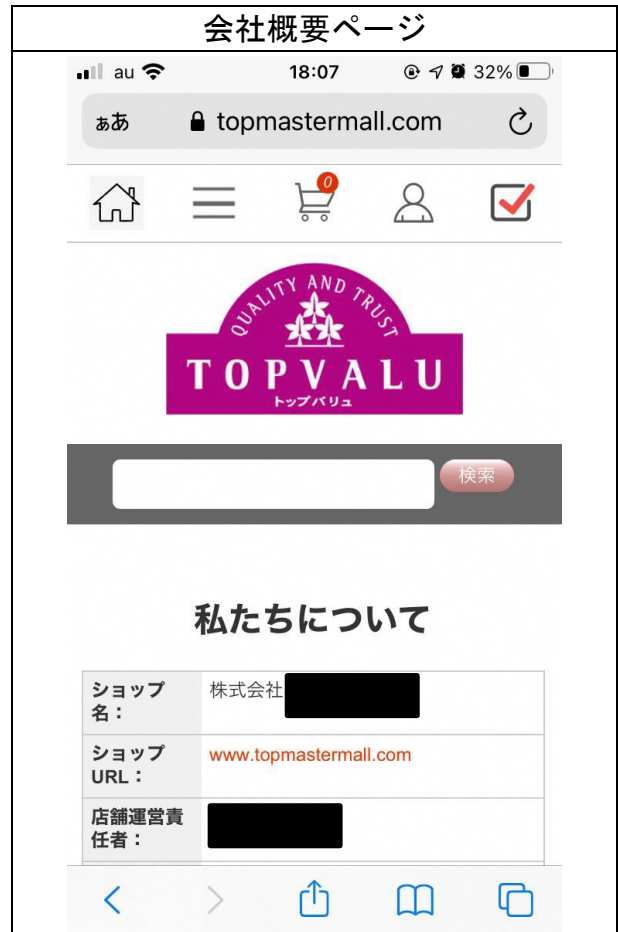 会社概要ページ
au 18:07 32%
ぁあ topmastermall.com
0
QUALITY AND TRUST
TOPVALU
トップバリュ
検索
私たちについて
ショップ名： 株式会社
ショップURL： www.topmastermall.com
店舗運営責任者：